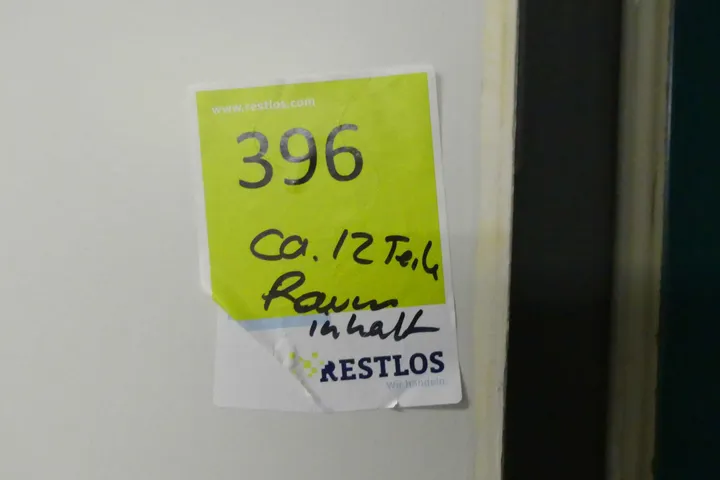 www.restlos.com
396
ca. 12 Teile
Raum
inhalt
RESTLOS
Wir handeln.